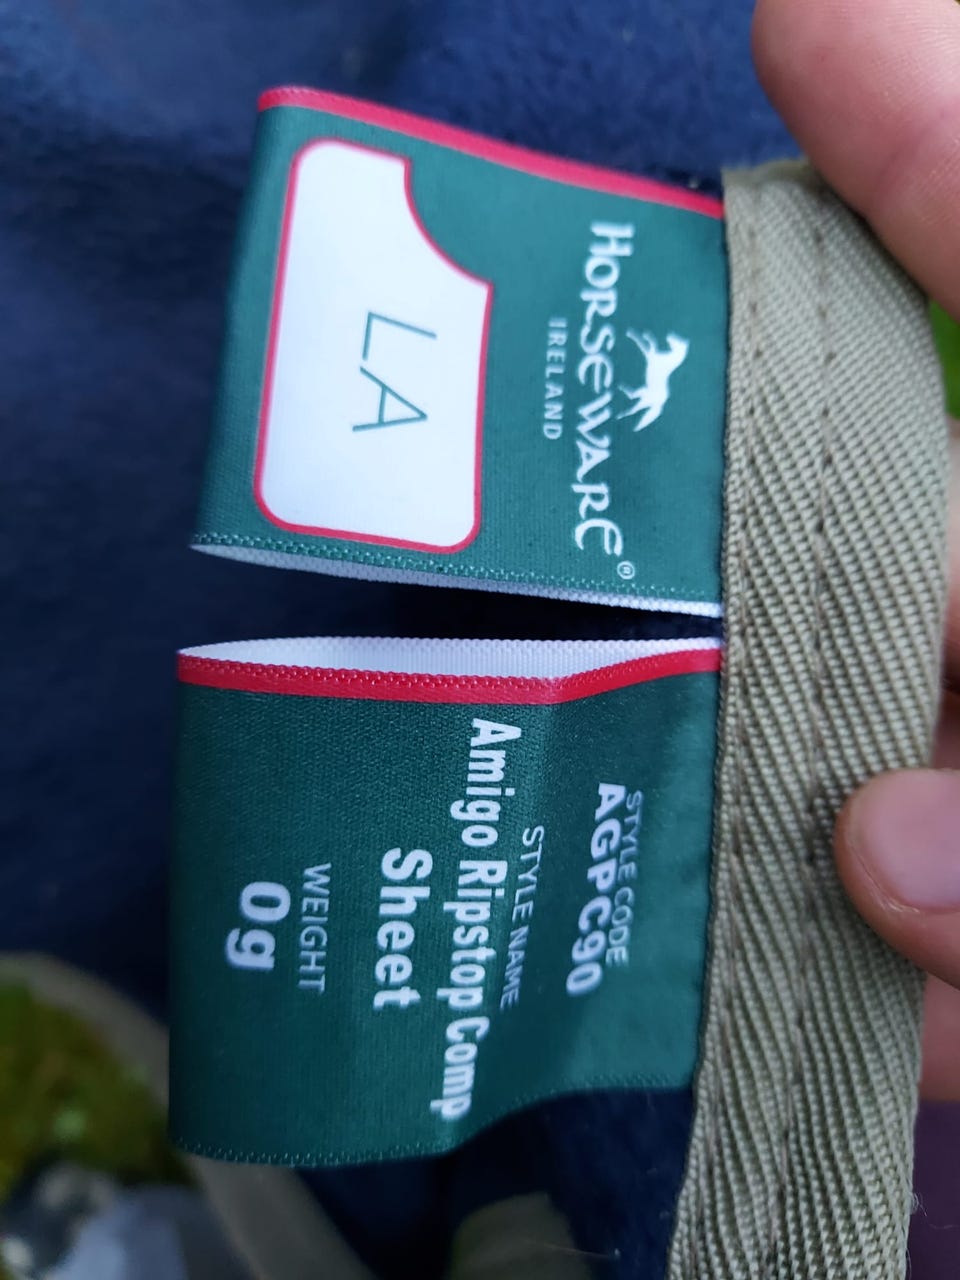 HORSEWARE®
IRELAND
LA
STYLE CODE
AGPC90
STYLE NAME
Amigo Ripstop Comp
Sheet
WEIGHT
0g